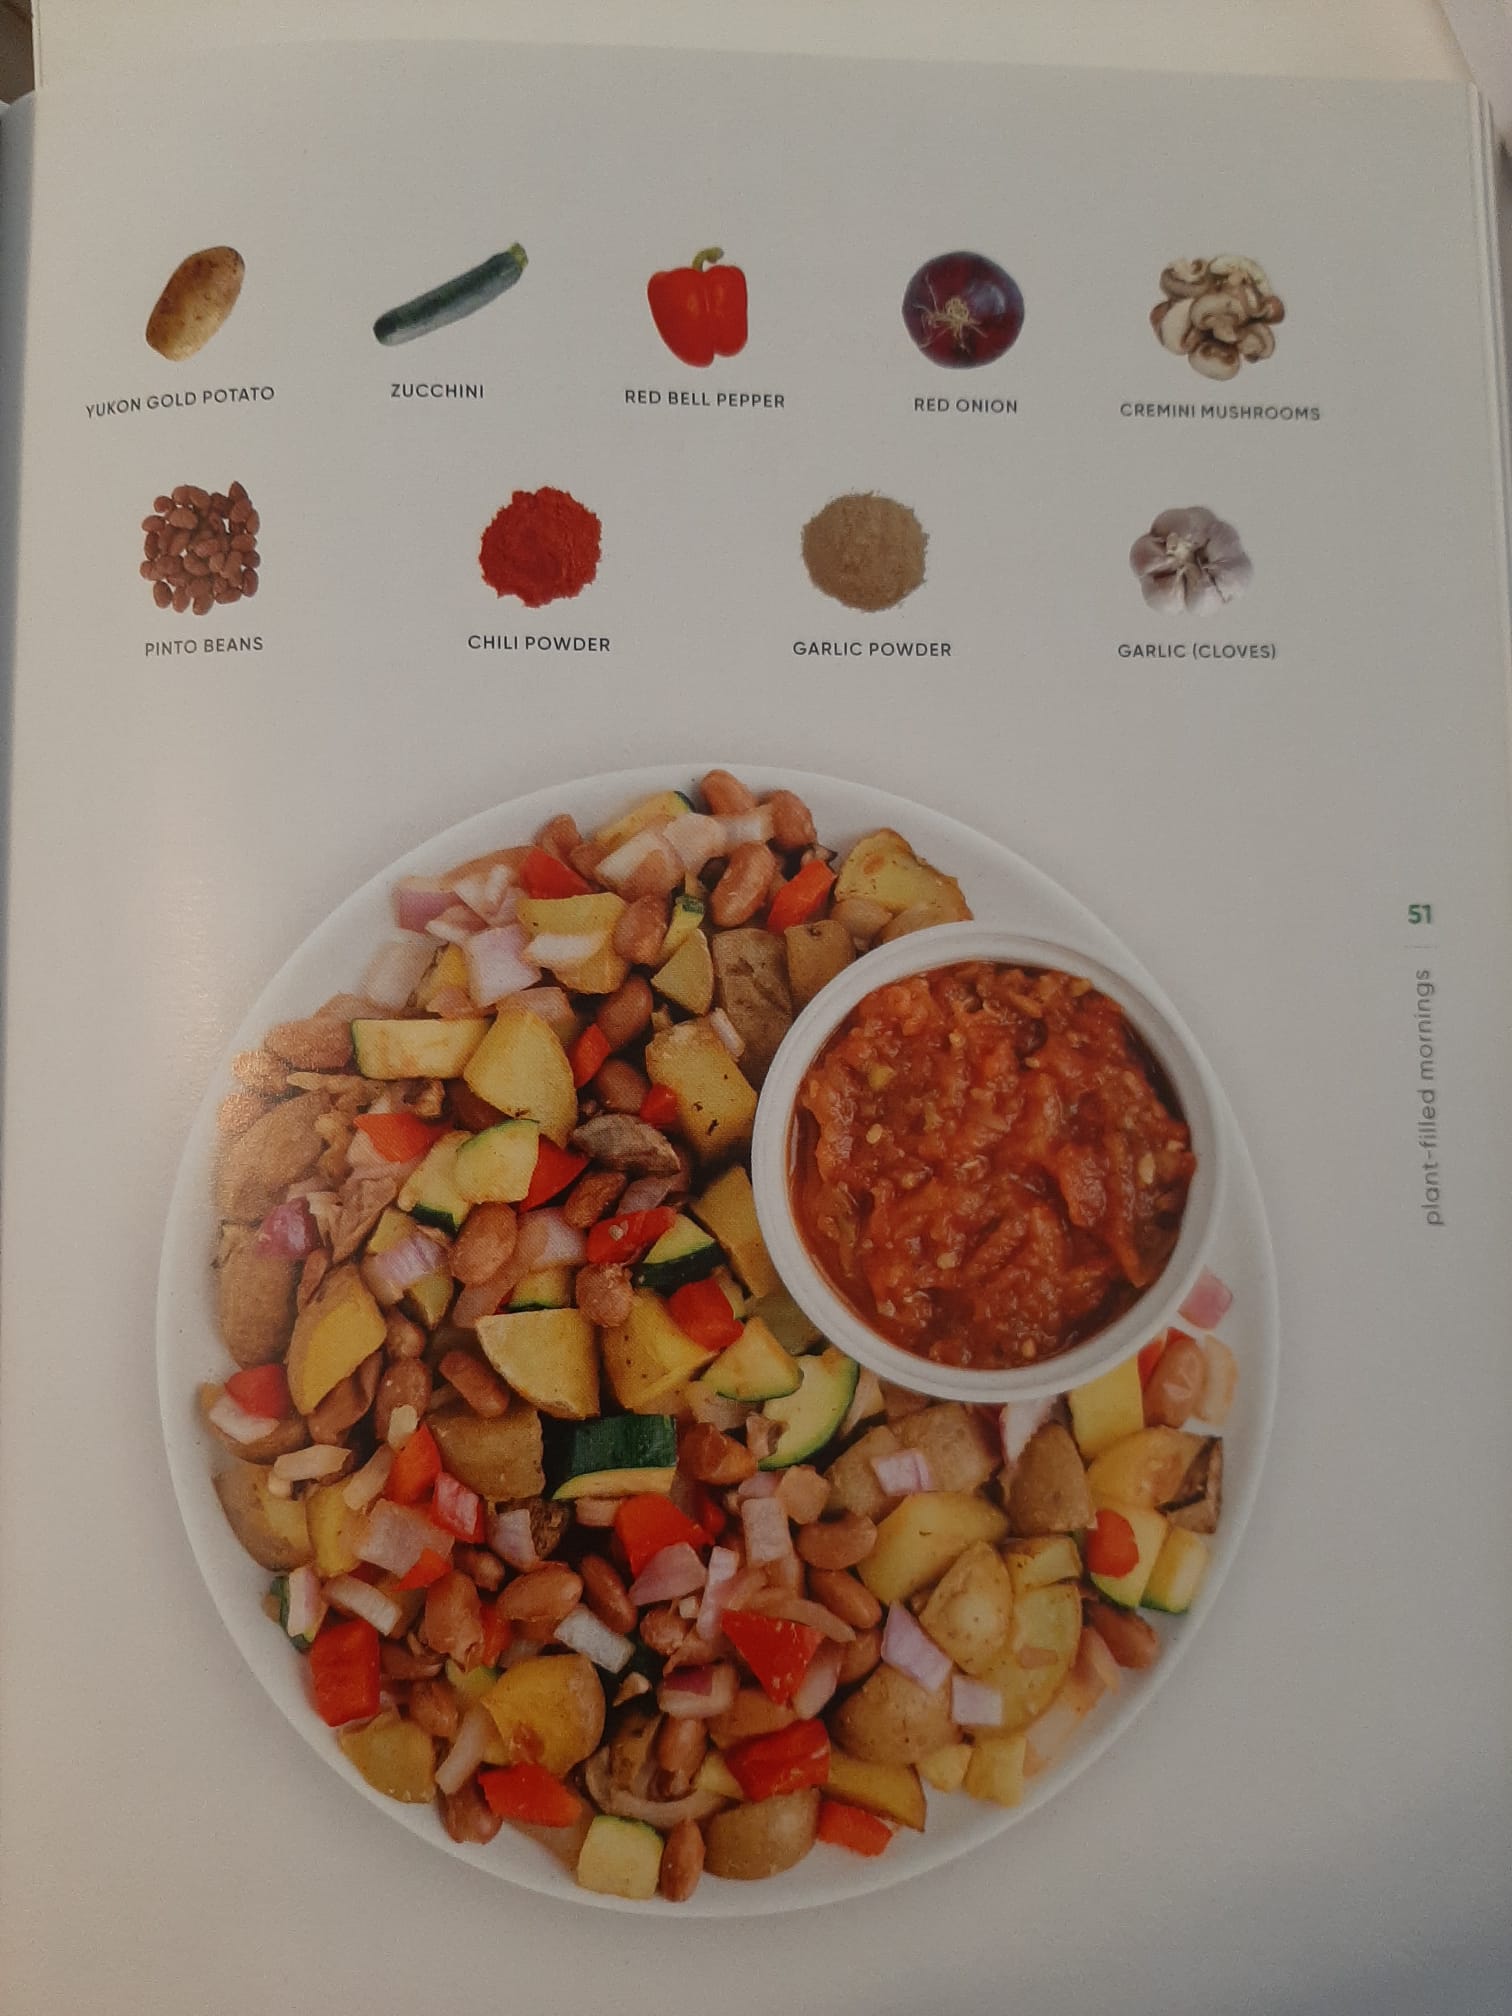 YUKON GOLD POTATO
ZUCCHINI
RED BELL PEPPER
RED ONION
CREMINI MUSHROOMS
PINTO BEANS
CHILI POWDER
GARLIC POWDER
GARLIC (CLOVES)
plant-filled mornings | 51